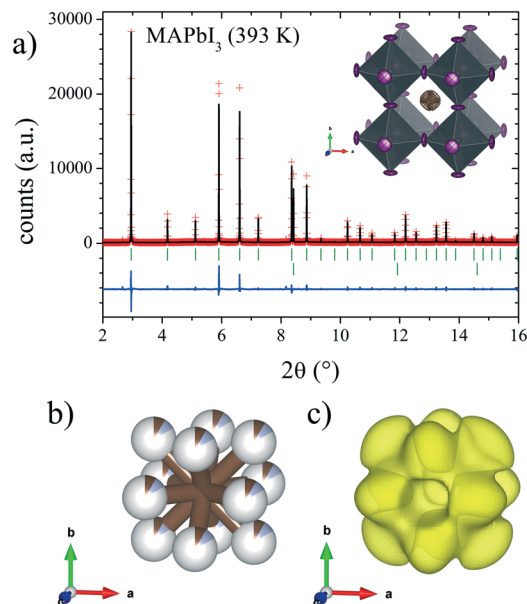 a)
MAPbI₃ (393 K)
30000
20000
10000
0
counts (a.u.)
2 4 6 8 10 12 14 16
2θ (°)
b
a
b)
c)
b
a
c
b
a
c